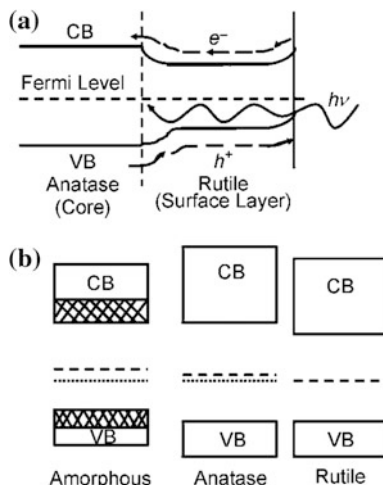 (a)
CB
e⁻
Fermi Level
hν
VB
h⁺
Anatase
(Core)
Rutile
(Surface Layer)
(b)
CB
CB
CB
VB
VB
VB
Amorphous
Anatase
Rutile